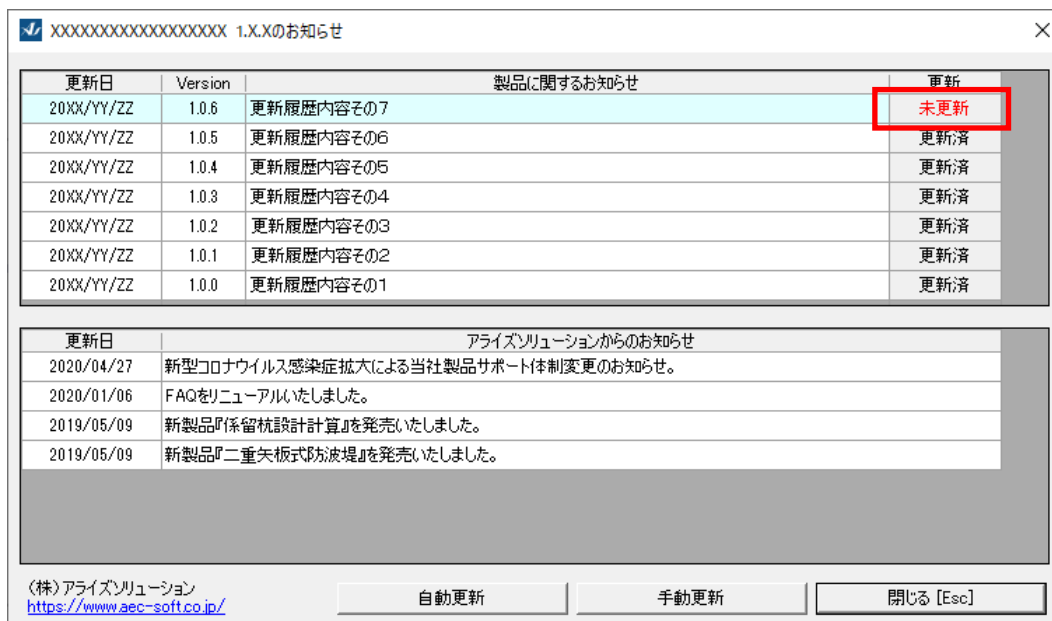 XXXXXXXXXXXXXXXXXX 1.X.Xのお知らせ
更新日 Version 製品に関するお知らせ 更新
20XX/YY/ZZ 1.0.6 更新履歴内容その7 未更新
20XX/YY/ZZ 1.0.5 更新履歴内容その6 更新済
20XX/YY/ZZ 1.0.4 更新履歴内容その5 更新済
20XX/YY/ZZ 1.0.3 更新履歴内容その4 更新済
20XX/YY/ZZ 1.0.2 更新履歴内容その3 更新済
20XX/YY/ZZ 1.0.1 更新履歴内容その2 更新済
20XX/YY/ZZ 1.0.0 更新履歴内容その1 更新済
更新日 アライズソリューションからのお知らせ
2020/04/27 新型コロナウイルス感染症拡大による当社製品サポート体制変更のお知らせ。
2020/01/06 FAQをリニューアルいたしました。
2019/05/09 新製品『係留杭設計計算』を発売いたしました。
2019/05/09 新製品『二重矢板式防波堤』を発売いたしました。
(株)アライズソリューション
https://www.aec-soft.co.jp/
自動更新 手動更新 閉じる [Esc]